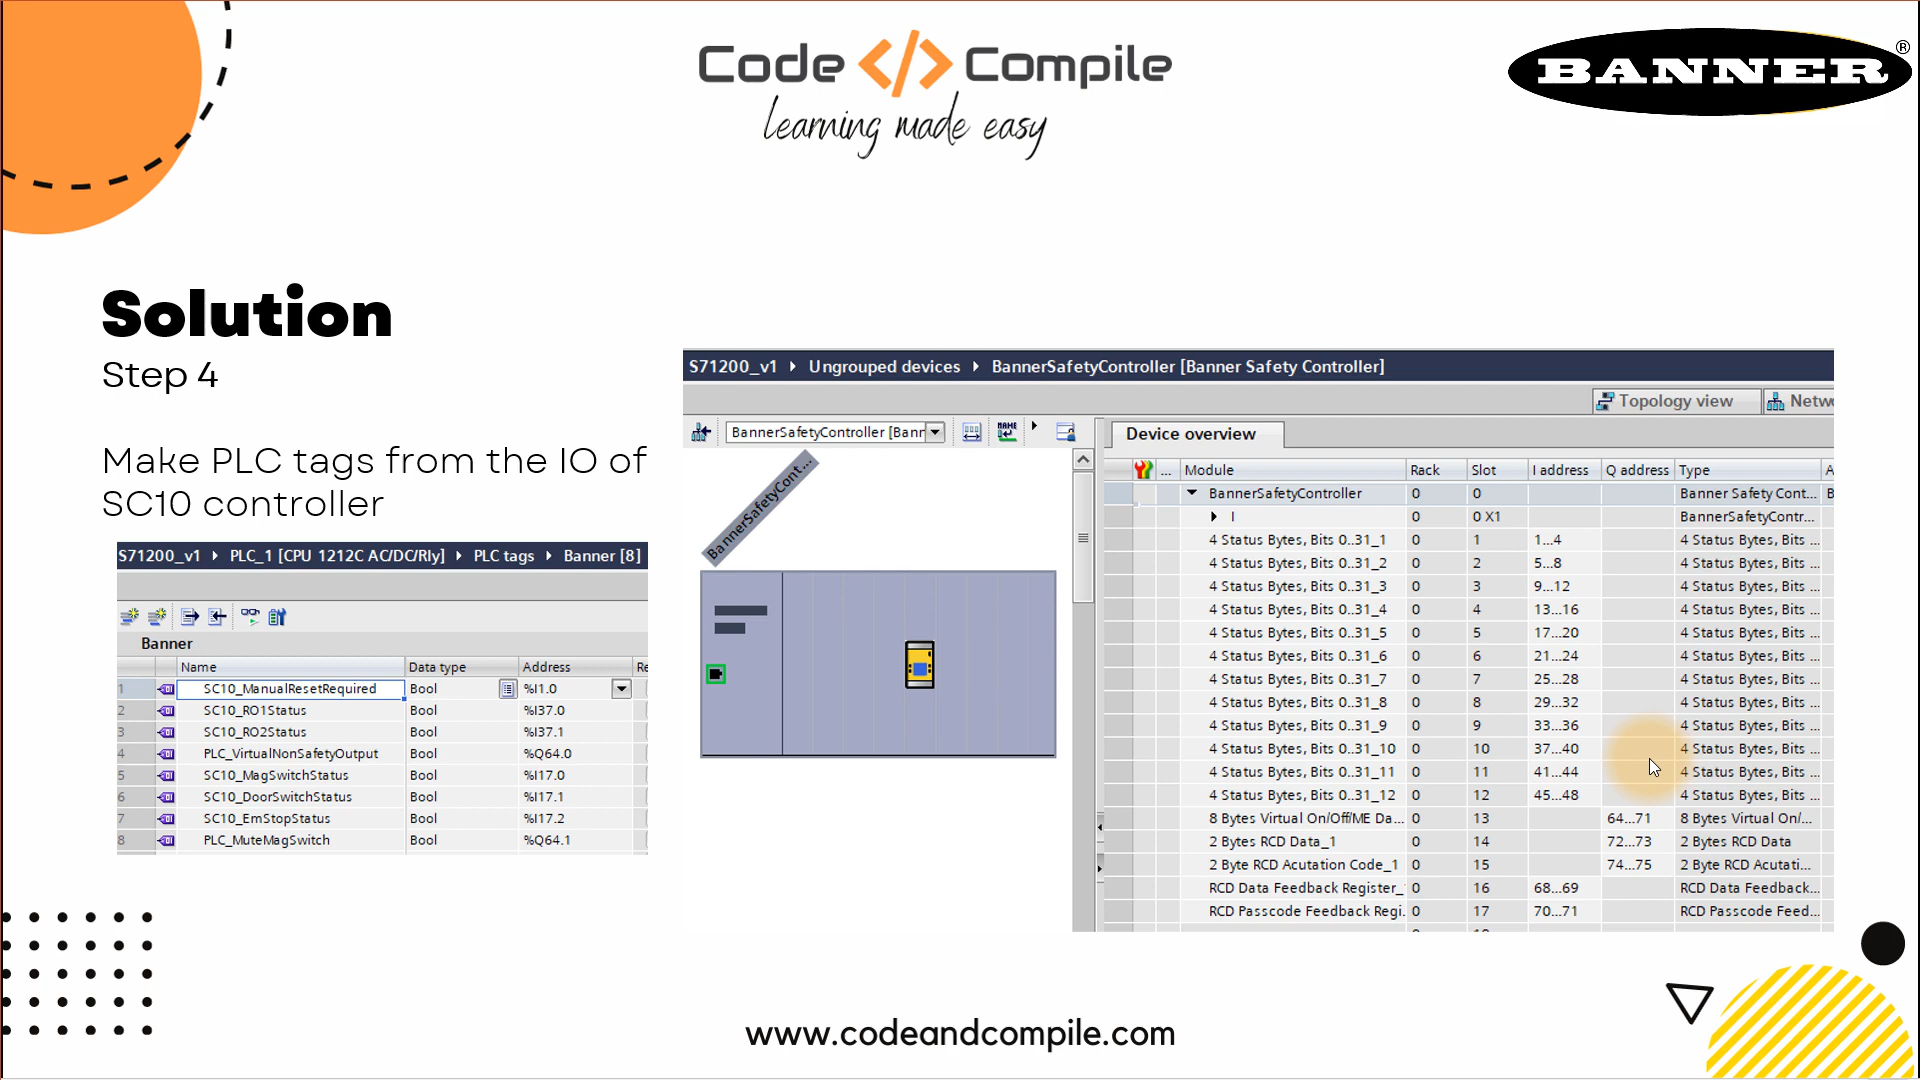 Code </> Compile
learning made easy
BANNER®
Solution
Step 4
Make PLC tags from the IO of
SC10 controller
S71200_v1 ▸ PLC_1 [CPU 1212C AC/DC/Rly] ▸ PLC tags ▸ Banner [8]
Banner
Name Data type Address Re
1 SC10_ManualResetRequired Bool %I1.0
2 SC10_RO1Status Bool %I37.0
3 SC10_RO2Status Bool %I37.1
4 PLC_VirtualNonSafetyOutput Bool %Q64.0
5 SC10_MagSwitchStatus Bool %I17.0
6 SC10_DoorSwitchStatus Bool %I17.1
7 SC10_EmStopStatus Bool %I17.2
8 PLC_MuteMagSwitch Bool %Q64.1
S71200_v1 ▸ Ungrouped devices ▸ BannerSafetyController [Banner Safety Controller]
Topology view Netwo
BannerSafetyController [Banr
BannerSafetyCont...
Device overview
... Module Rack Slot I address Q address Type A
BannerSafetyController 0 0 Banner Safety Cont... B
I 0 0 X1 BannerSafetyContr...
4 Status Bytes, Bits 0..31_1 0 1 1...4 4 Status Bytes, Bits ...
4 Status Bytes, Bits 0..31_2 0 2 5...8 4 Status Bytes, Bits ...
4 Status Bytes, Bits 0..31_3 0 3 9...12 4 Status Bytes, Bits ...
4 Status Bytes, Bits 0..31_4 0 4 13...16 4 Status Bytes, Bits ...
4 Status Bytes, Bits 0..31_5 0 5 17...20 4 Status Bytes, Bits ...
4 Status Bytes, Bits 0..31_6 0 6 21...24 4 Status Bytes, Bits ...
4 Status Bytes, Bits 0..31_7 0 7 25...28 4 Status Bytes, Bits ...
4 Status Bytes, Bits 0..31_8 0 8 29...32 4 Status Bytes, Bits ...
4 Status Bytes, Bits 0..31_9 0 9 33...36 4 Status Bytes, Bits ...
4 Status Bytes, Bits 0..31_10 0 10 37...40 4 Status Bytes, Bits ...
4 Status Bytes, Bits 0..31_11 0 11 41...44 4 Status Bytes, Bits ...
4 Status Bytes, Bits 0..31_12 0 12 45...48 4 Status Bytes, Bits ...
8 Bytes Virtual On/Off/ME Da... 0 13 64...71 8 Bytes Virtual On/...
2 Bytes RCD Data_1 0 14 72...73 2 Bytes RCD Data
2 Byte RCD Acutation Code_1 0 15 74...75 2 Byte RCD Acutati...
RCD Data Feedback Register_ 0 16 68...69 RCD Data Feedback...
RCD Passcode Feedback Regi. 0 17 70...71 RCD Passcode Feed...
www.codeandcompile.com